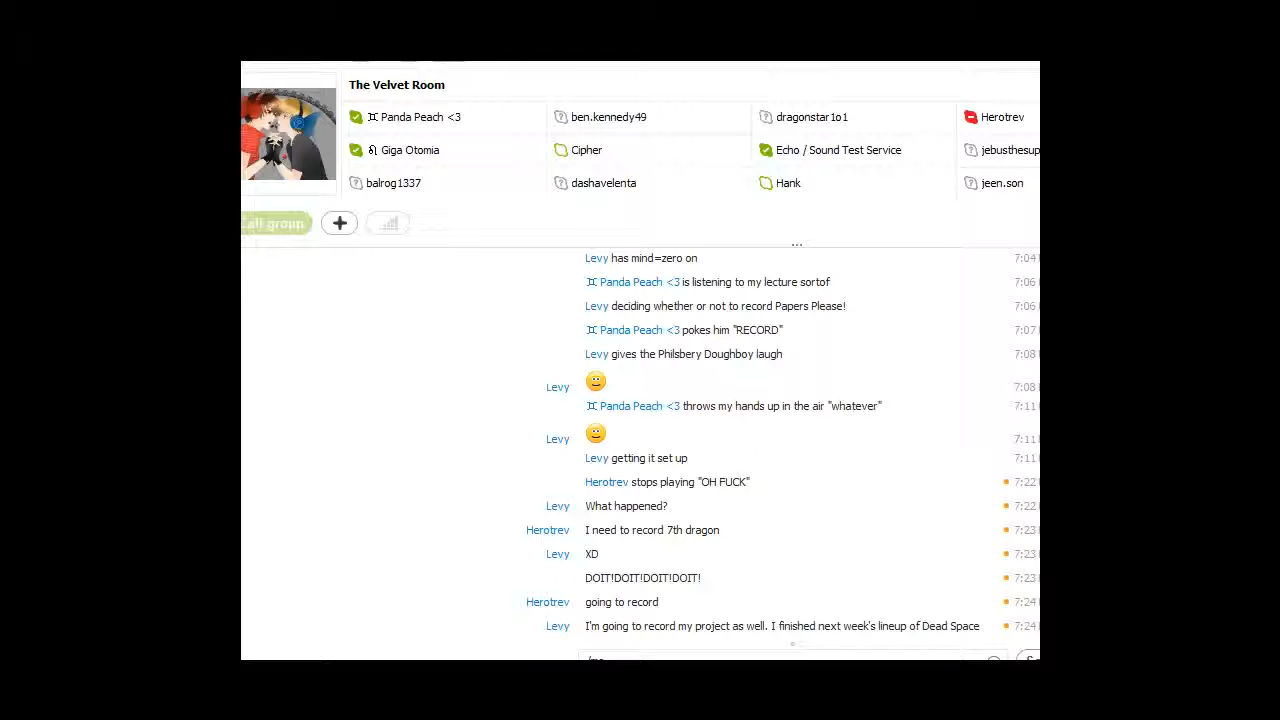 The Velvet Room
♊ Panda Peach <3 ben.kennedy49 dragonstar1o1 Herotrev
♌ Giga Otomia Cipher Echo / Sound Test Service jebusthesup
balrog1337 dashavelenta Hank jeen.son
Call group
Levy has mind=zero on 7:04
♊ Panda Peach <3 is listening to my lecture sortof 7:06
Levy deciding whether or not to record Papers Please! 7:06
♊ Panda Peach <3 pokes him "RECORD" 7:07
Levy gives the Philsbery Doughboy laugh 7:08
Levy 7:08
♊ Panda Peach <3 throws my hands up in the air "whatever" 7:11
Levy 7:11
Levy getting it set up 7:11
Herotrev stops playing "OH FUCK" 7:22
Levy What happened? 7:22
Herotrev I need to record 7th dragon 7:23
Levy XD 7:23
DOIT!DOIT!DOIT!DOIT! 7:23
Herotrev going to record 7:24
Levy I'm going to record my project as well. I finished next week's lineup of Dead Space 7:24
/me